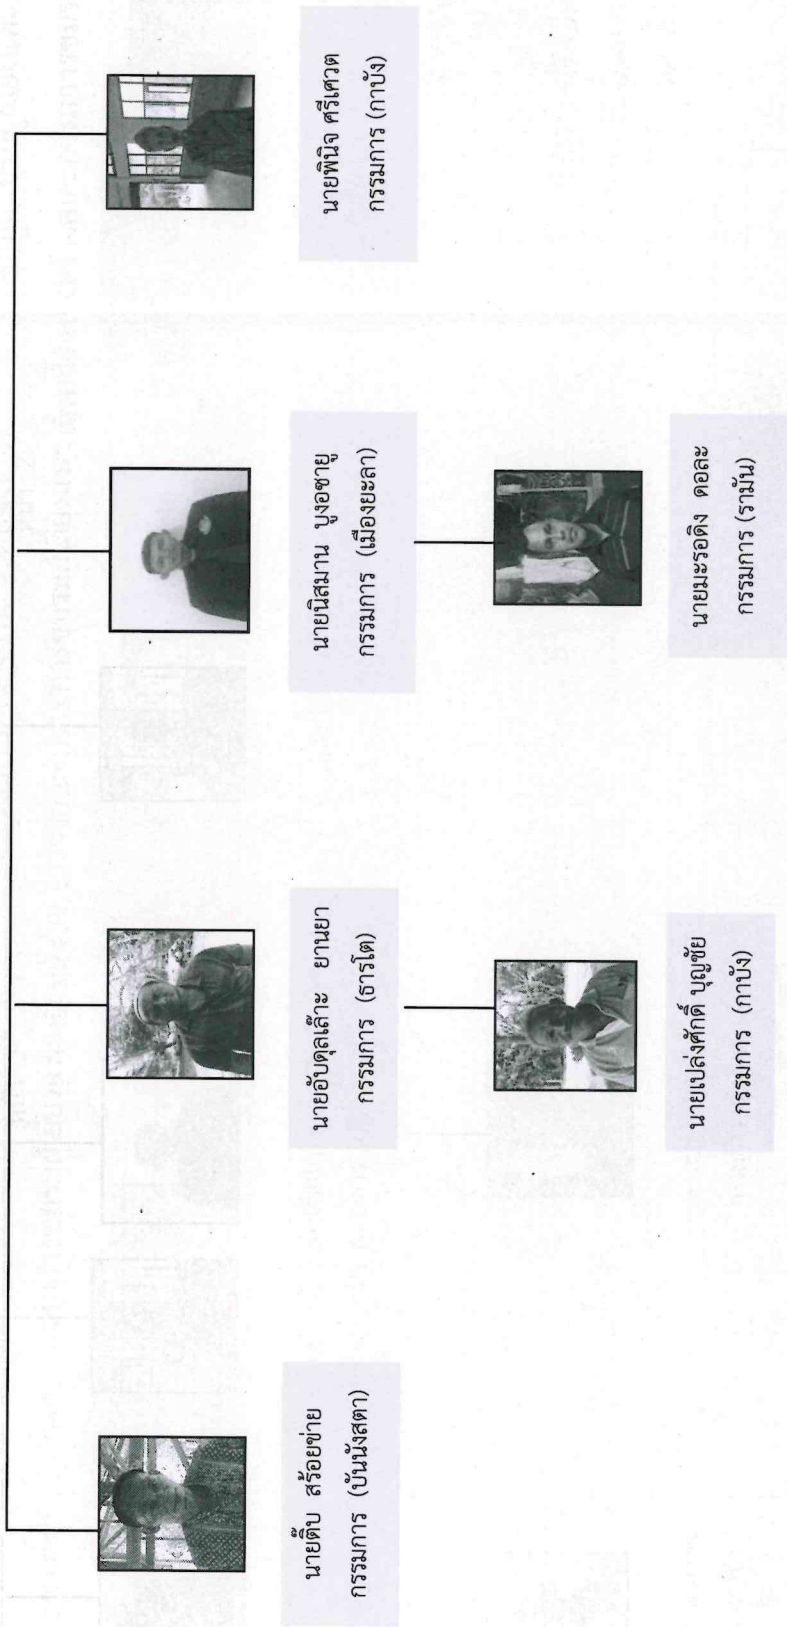 นายติ๊บ สร้อยข่าย
กรรมการ (บันนังสตา)
นายอับดุลเล๊าะ ยานยา
กรรมการ (ธารโต)
นายนิสมาน บูงอซายู
กรรมการ (เมืองยะลา)
นายพินิจ ศรีเศวต
กรรมการ (กาบัง)
นายเปล่งศักดิ์ บุญชัย
กรรมการ (กาบัง)
นายมะรอดิง ดอละ
กรรมการ (รามัน)